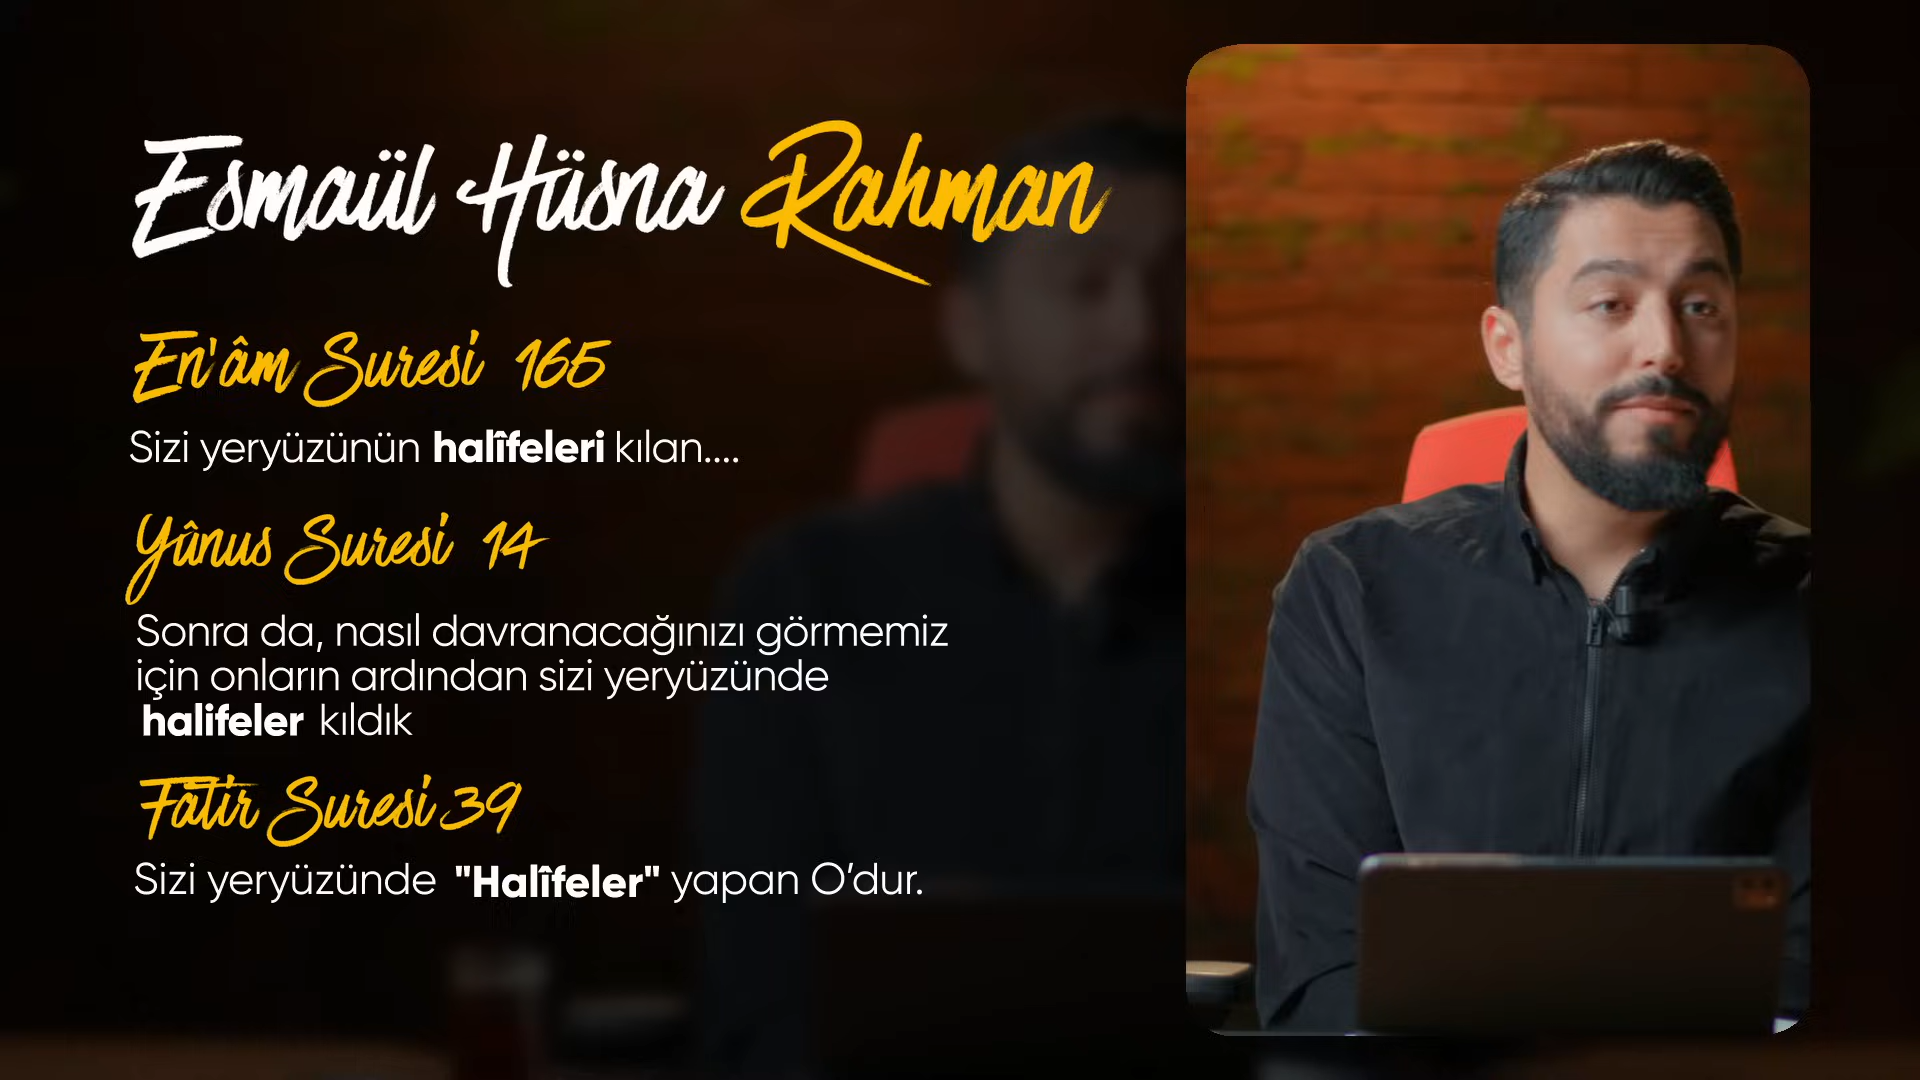 Esmaül Hüsna Rahman
En'âm Suresi 165
Sizi yeryüzünün halîfeleri kılan....
Yûnus Suresi 14
Sonra da, nasıl davranacağınızı görmemiz
için onların ardından sizi yeryüzünde
halifeler kıldık
Fâtir Suresi 39
Sizi yeryüzünde "Halîfeler" yapan O’dur.